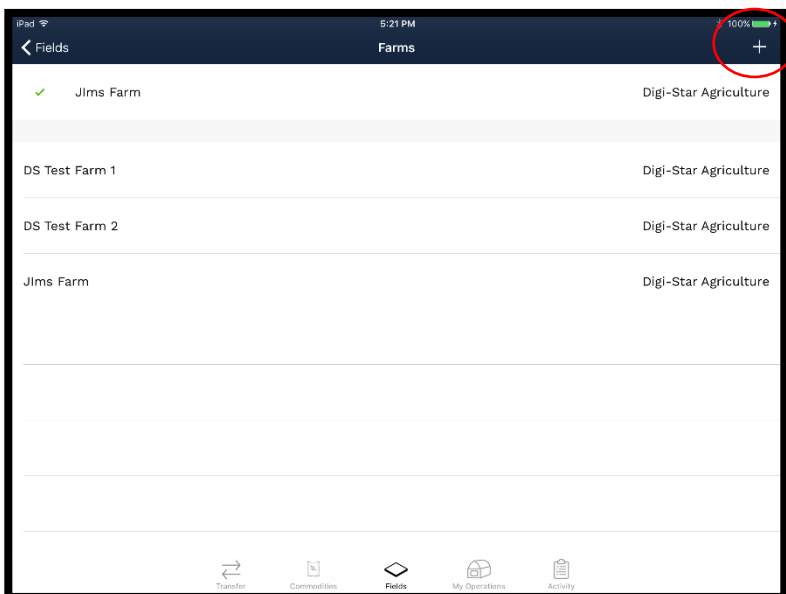 iPad 5:21 PM 100%
Fields Farms +
JIms Farm Digi-Star Agriculture
DS Test Farm 1 Digi-Star Agriculture
DS Test Farm 2 Digi-Star Agriculture
JIms Farm Digi-Star Agriculture
Transfer Commodities Fields My Operations Activity